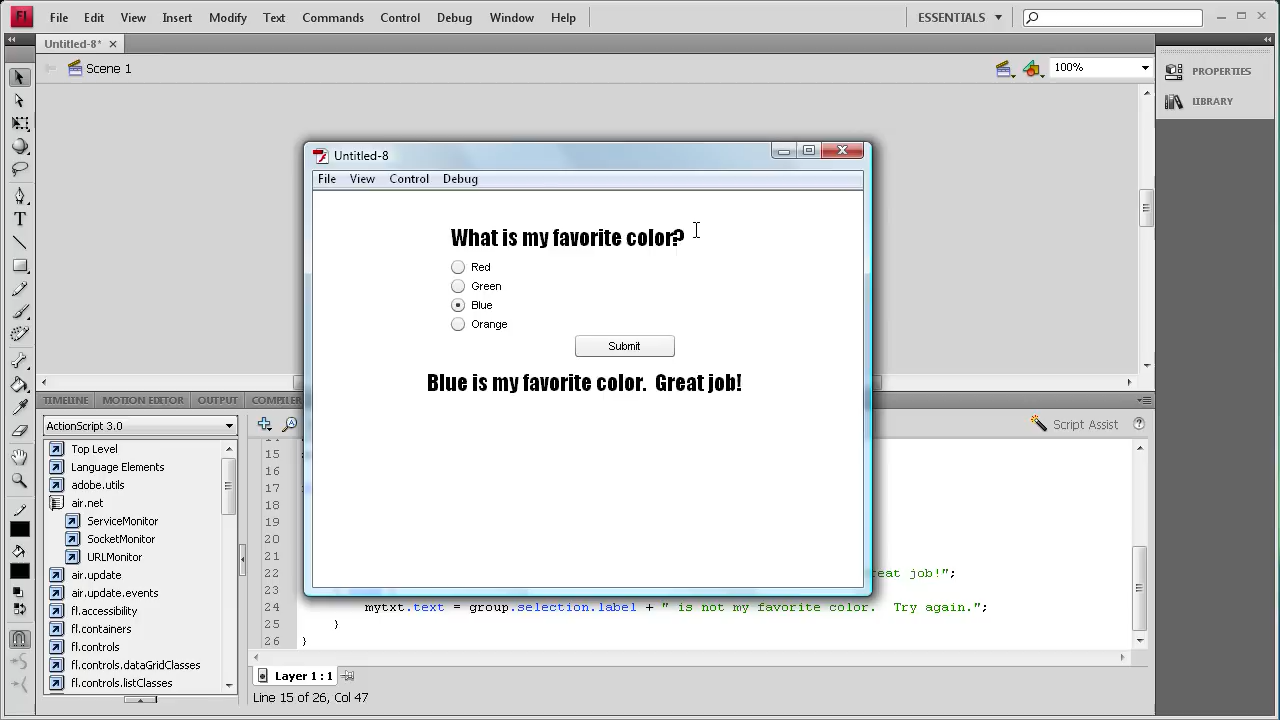 Fl File Edit View Insert Modify Text Commands Control Debug Window Help ESSENTIALS
Untitled-8*
Scene 1 100%
PROPERTIES
LIBRARY
Untitled-8
File View Control Debug
What is my favorite color?
Red
Green
Blue
Orange
Submit
Blue is my favorite color.  Great job!
TIMELINE MOTION EDITOR OUTPUT COMPILER
ActionScript 3.0
Script Assist
Top Level
Language Elements
adobe.utils
air.net
ServiceMonitor
SocketMonitor
URLMonitor
air.update
air.update.events
fl.accessibility
fl.containers
fl.controls
fl.controls.dataGridClasses
fl.controls.listClasses
15
16
17
18
19
20
21
22 great job!";
23
24 mytxt.text = group.selection.label + " is not my favorite color.  Try again.";
25 }
26 }
Layer 1 : 1
Line 15 of 26, Col 47